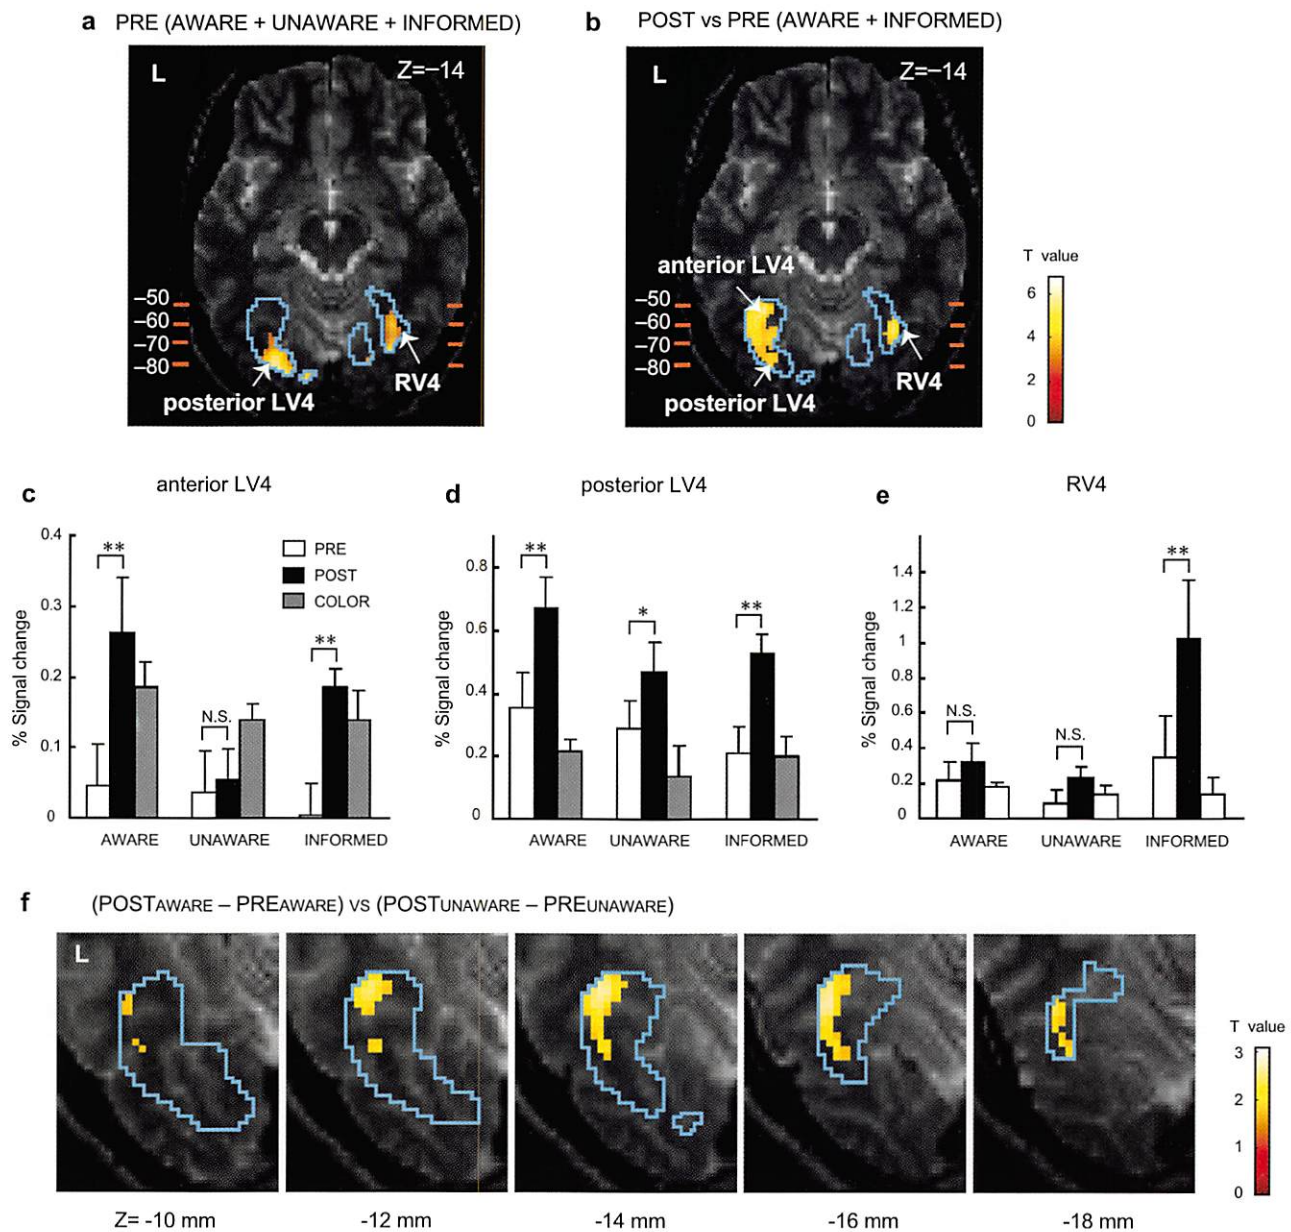 a PRE (AWARE + UNAWARE + INFORMED)
L
Z=–14
–50
–60
–70
–80
posterior LV4
RV4
b POST vs PRE (AWARE + INFORMED)
L
Z=–14
anterior LV4
–50
–60
–70
–80
posterior LV4
RV4
T value
6
4
2
0
c anterior LV4
% Signal change
0.4
0.3
0.2
0.1
0
**
N.S.
**
PRE
POST
COLOR
AWARE UNAWARE INFORMED
d posterior LV4
% Signal change
0.8
0.6
0.4
0.2
0
**
*
**
AWARE UNAWARE INFORMED
e RV4
% Signal change
1.4
1.2
1
0.8
0.6
0.4
0.2
0
N.S.
N.S.
**
AWARE UNAWARE INFORMED
f (POSTAWARE – PREAWARE) VS (POSTUNAWARE – PREUNAWARE)
L
T value
3
2
1
0
Z= -10 mm -12 mm -14 mm -16 mm -18 mm